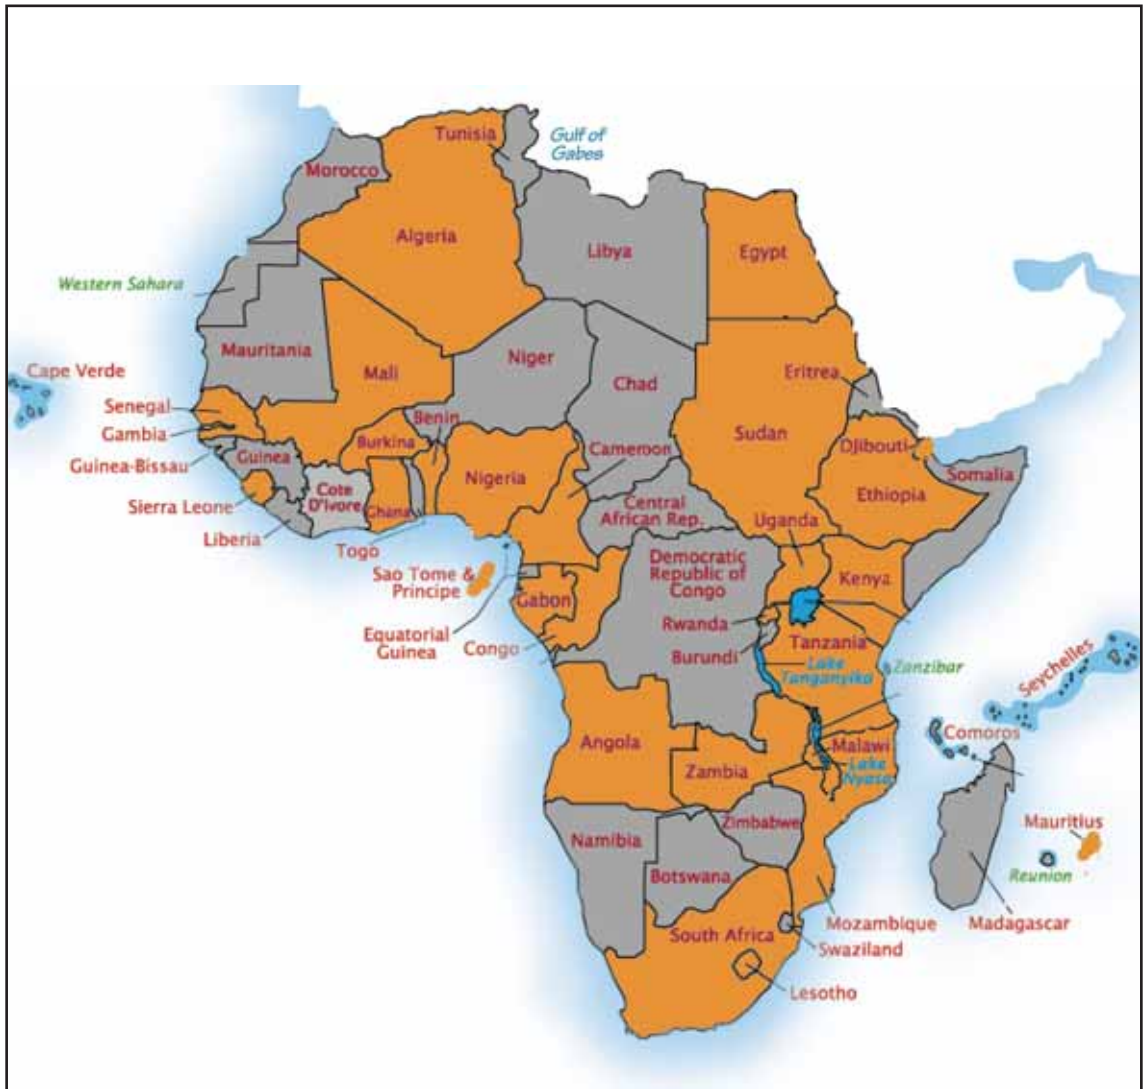 Tunisia
Gulf of
Gabes
Morocco
Algeria
Libya
Egypt
Western Sahara
Mauritania
Mali
Niger
Chad
Sudan
Eritrea
Cape Verde
Senegal
Gambia
Guinea-Bissau
Guinea
Sierra Leone
Liberia
Cote
D'Ivore
Burkina
Benin
Ghana
Togo
Nigeria
Cameroon
Central
African Rep.
Djibouti
Somalia
Ethiopia
Uganda
Kenya
Sao Tome &
Principe
Equatorial
Guinea
Gabon
Congo
Democratic
Republic of
Congo
Rwanda
Burundi
Tanzania
Lake
Tanganyika
Zanzibar
Seychelles
Comoros
Angola
Zambia
Malawi
Lake
Nyasa
Namibia
Zimbabwe
Botswana
Mozambique
South Africa
Swaziland
Lesotho
Mauritius
Reunion
Madagascar